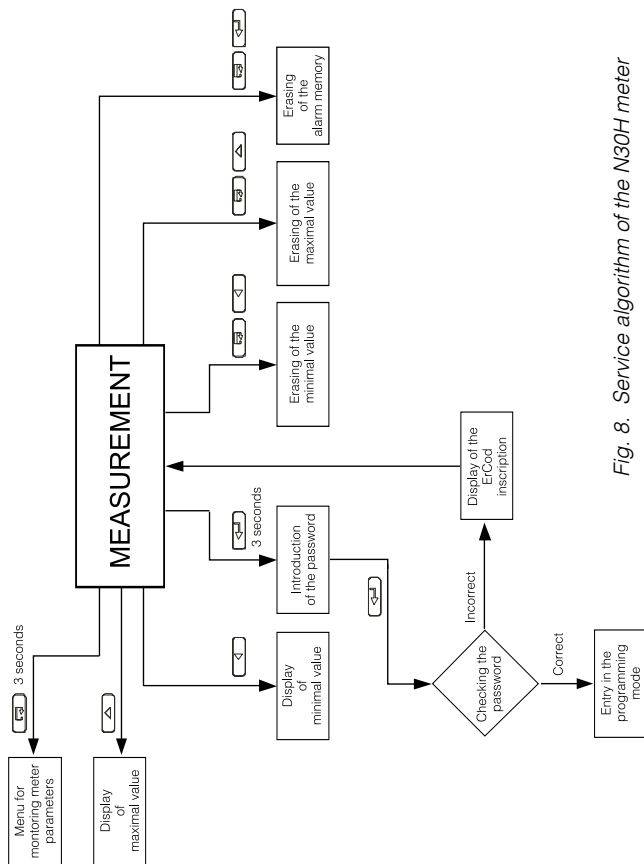 MEASUREMENT
3 seconds
Menu for
montoring meter
parameters
Display
of
maximal value
Display
of
minimal value
3 seconds
Introduction
of the password
Checking the
password
Incorrect
Display of the
ErCod
inscription
Correct
Entry in the
programming
mode
Erasing of the
minimal value
Erasing of the
maximal value
Erasing
of the
alarm memory
Fig. 8. Service algorithm of the N30H meter